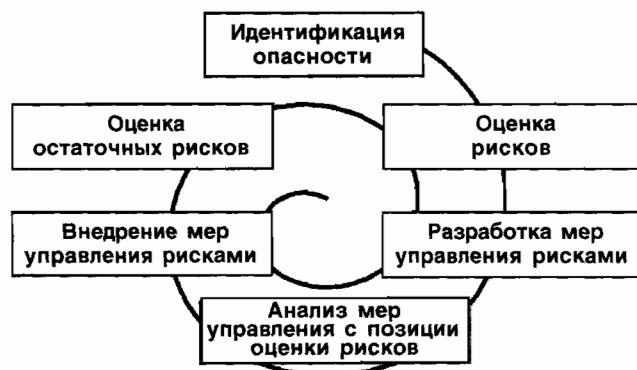 Идентификация
опасности
Оценка
остаточных рисков
Оценка
рисков
Внедрение мер
управления рисками
Разработка мер
управления рисками
Анализ мер
управления с позиции
оценки рисков